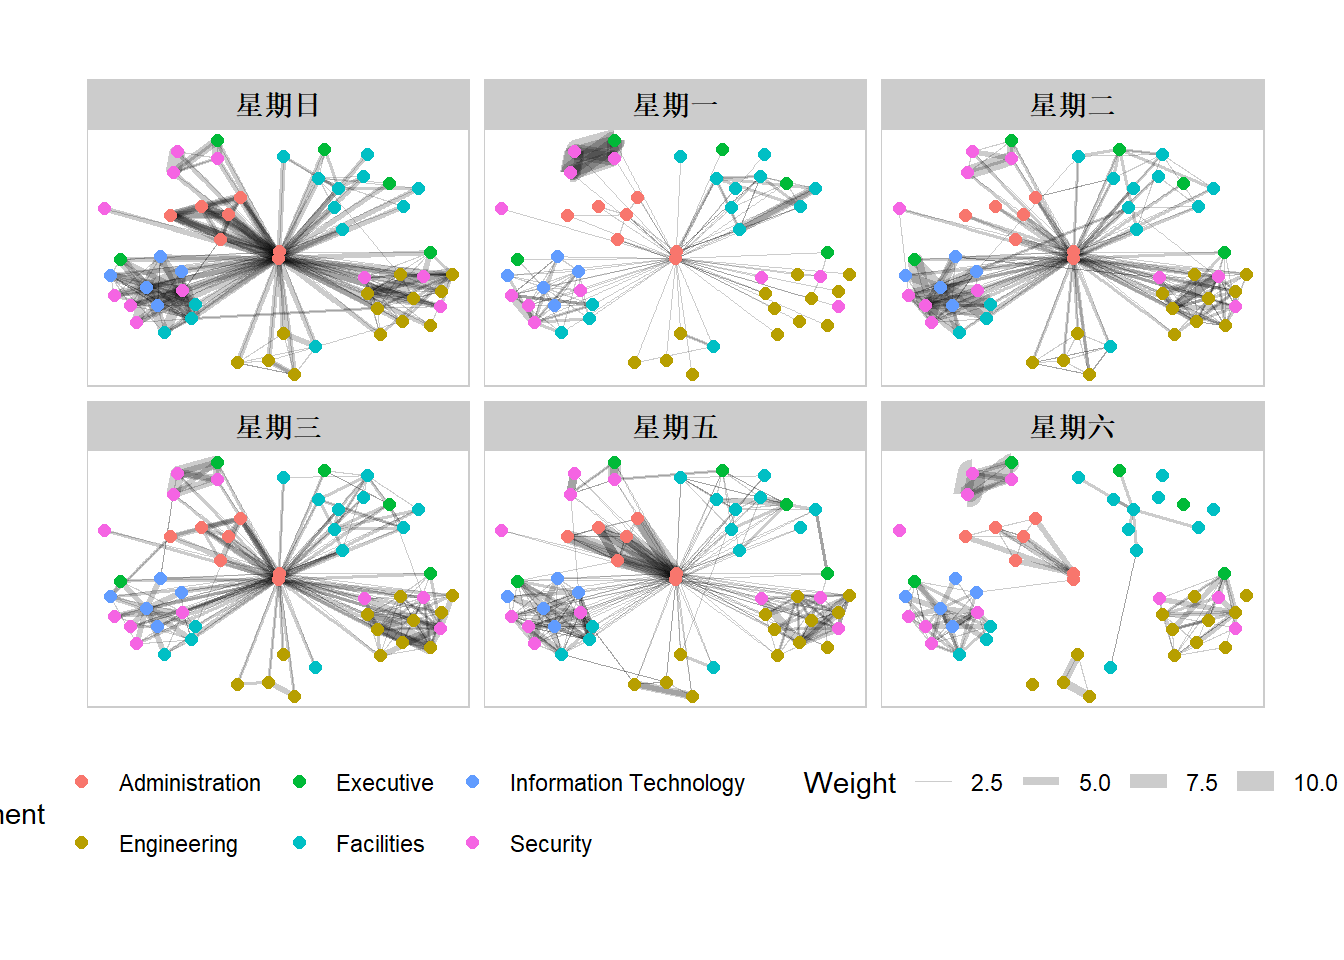 星期日 星期一 星期二
星期三 星期五 星期六
Administration Executive Information Technology Weight 2.5 5.0 7.5 10.0
Engineering Facilities Security